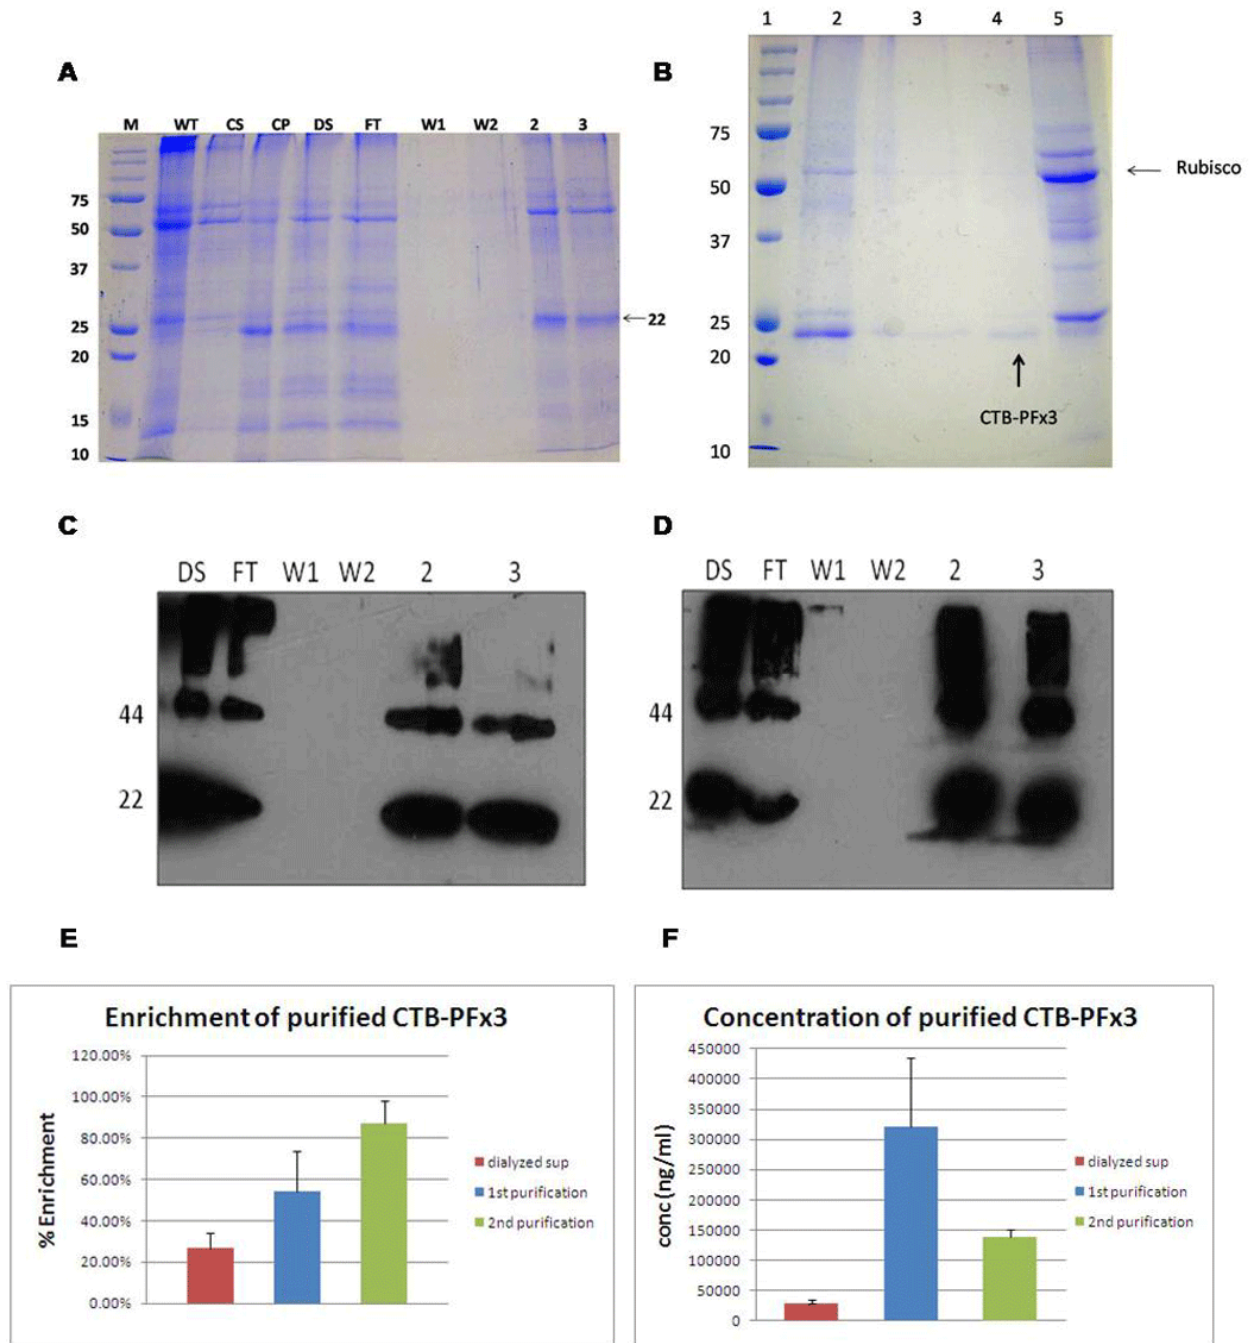 A
M WT CS CP DS FT W1 W2 2 3
75
50
37
25
20
15
10
22
B
1 2 3 4 5
75
50
37
25
20
10
Rubisco
CTB-PFx3
C
DS FT W1 W2 2 3
44
22
D
DS FT W1 W2 2 3
44
22
E
Enrichment of purified CTB-PFx3
% Enrichment
120.00%
100.00%
80.00%
60.00%
40.00%
20.00%
0.00%
dialyzed sup
1st purification
2nd purification
F
Concentration of purified CTB-PFx3
conc (ng/ml)
450000
400000
350000
300000
250000
200000
150000
100000
50000
0
dialyzed sup
1st purification
2nd purification